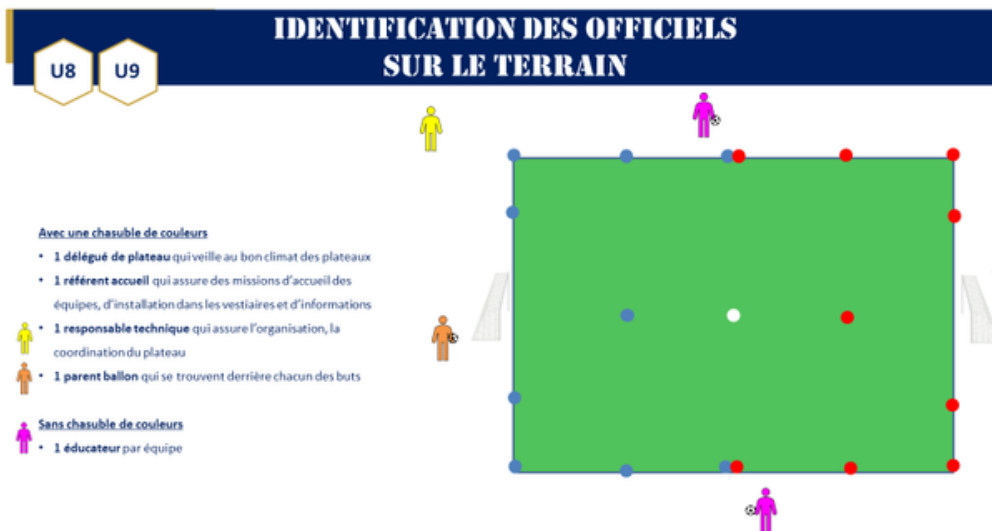 IDENTIFICATION DES OFFICIELS
SUR LE TERRAIN
U8
U9
Avec une chasuble de couleurs
• 1 délégué de plateau qui veille au bon climat des plateaux
• 1 référent accueil qui assure des missions d'accueil des
équipes, d'installation dans les vestiaires et d'informations
• 1 responsable technique qui assure l'organisation, la
coordination du plateau
• 1 parent ballon qui se trouvent derrière chacun des buts
Sans chasuble de couleurs
• 1 éducateur par équipe